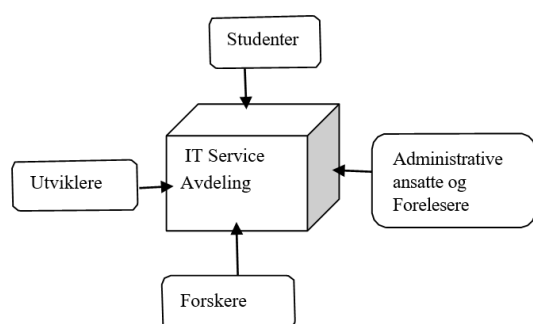 Studenter
IT Service
Avdeling
Utviklere
Administrative
ansatte og
Forelesere
Forskere